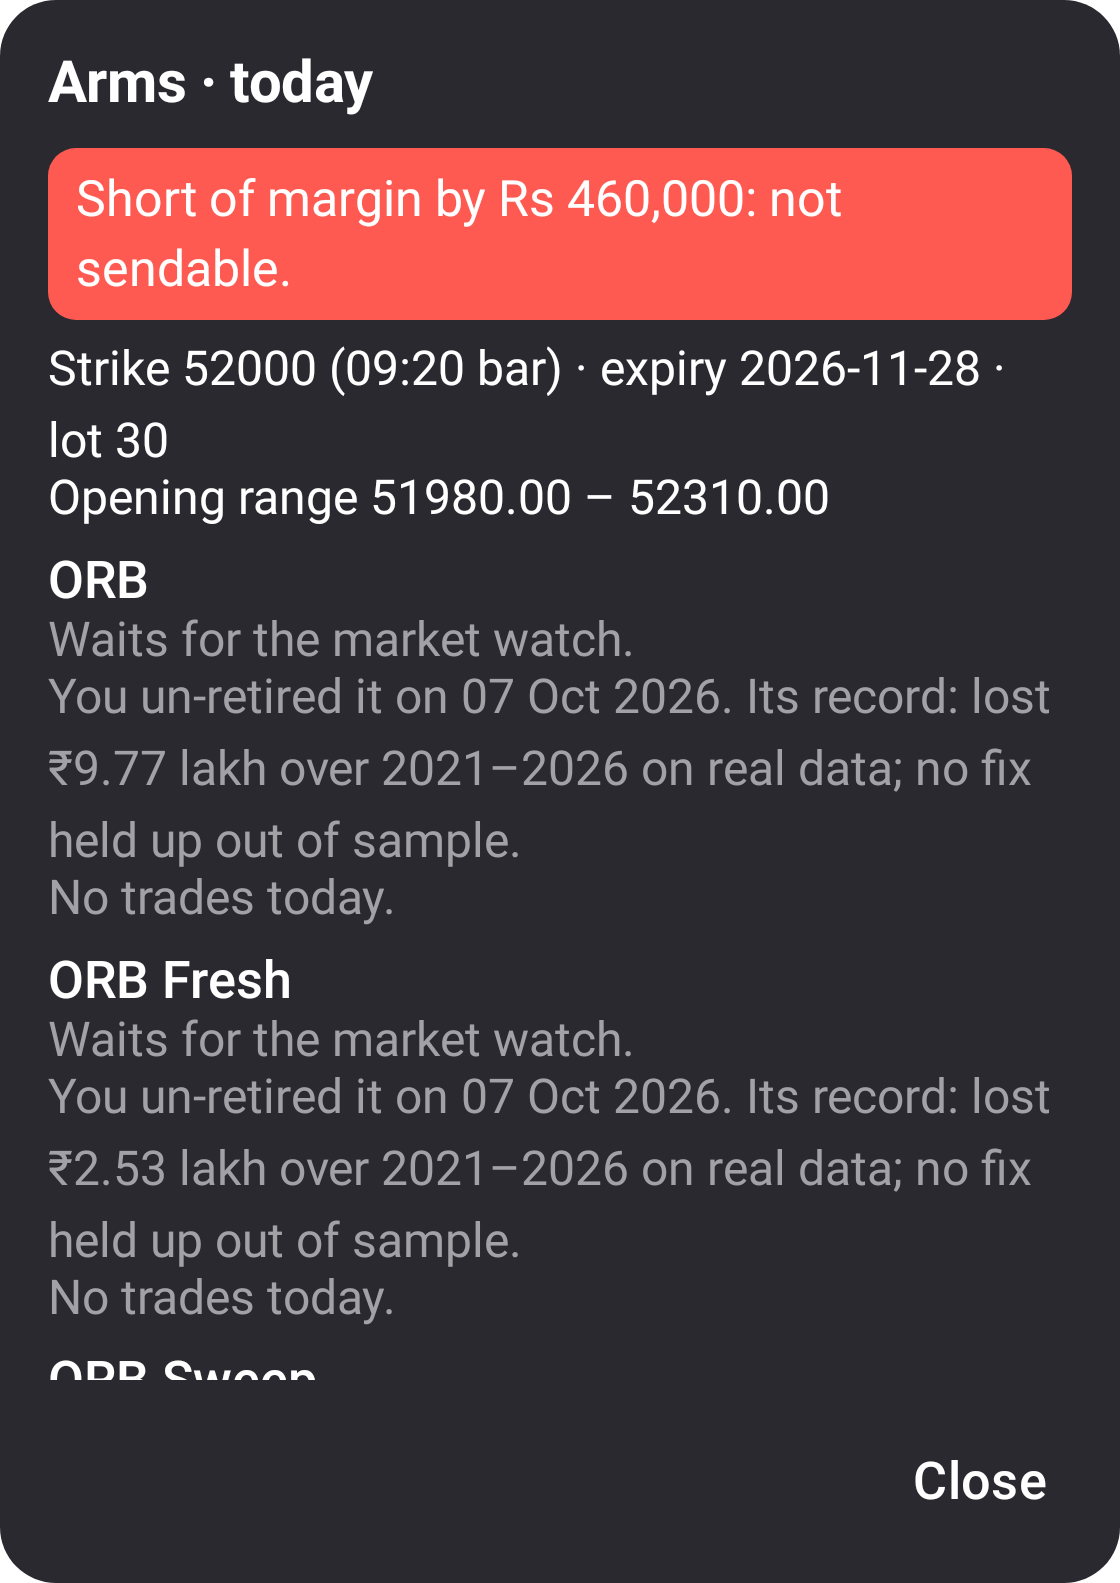 Arms · today
Short of margin by Rs 460,000: not
sendable.
Strike 52000 (09:20 bar) · expiry 2026-11-28 ·
lot 30
Opening range 51980.00 – 52310.00
ORB
Waits for the market watch.
You un-retired it on 07 Oct 2026. Its record: lost
₹9.77 lakh over 2021–2026 on real data; no fix
held up out of sample.
No trades today.
ORB Fresh
Waits for the market watch.
You un-retired it on 07 Oct 2026. Its record: lost
₹2.53 lakh over 2021–2026 on real data; no fix
held up out of sample.
No trades today.
ORB Sweep
Close